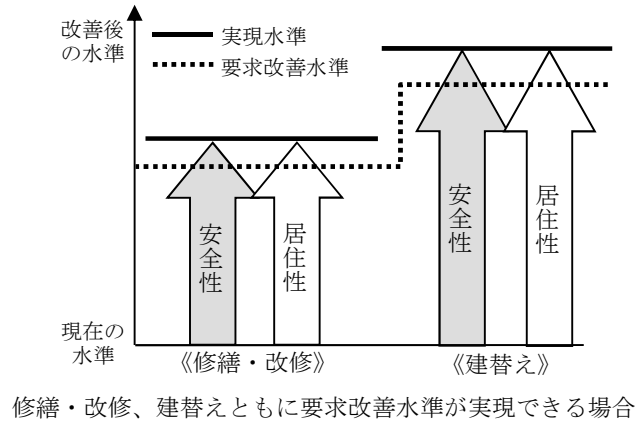 改善後
の水準
実現水準
要求改善水準
安全性
居住性
安全性
居住性
現在の
水準
《修繕・改修》
《建替え》
修繕・改修、建替えともに要求改善水準が実現できる場合